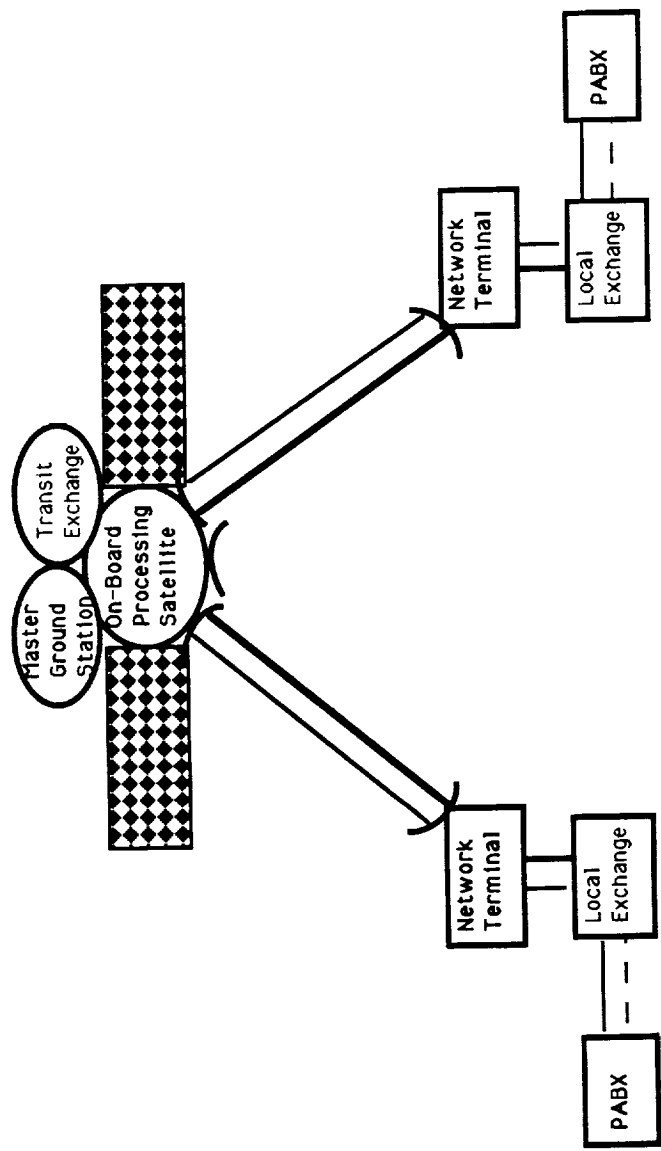 Master
Ground
Station
Transit
Exchange
On-Board
Processing
Satellite
Network
Terminal
Network
Terminal
Local
Exchange
Local
Exchange
PABX
PABX